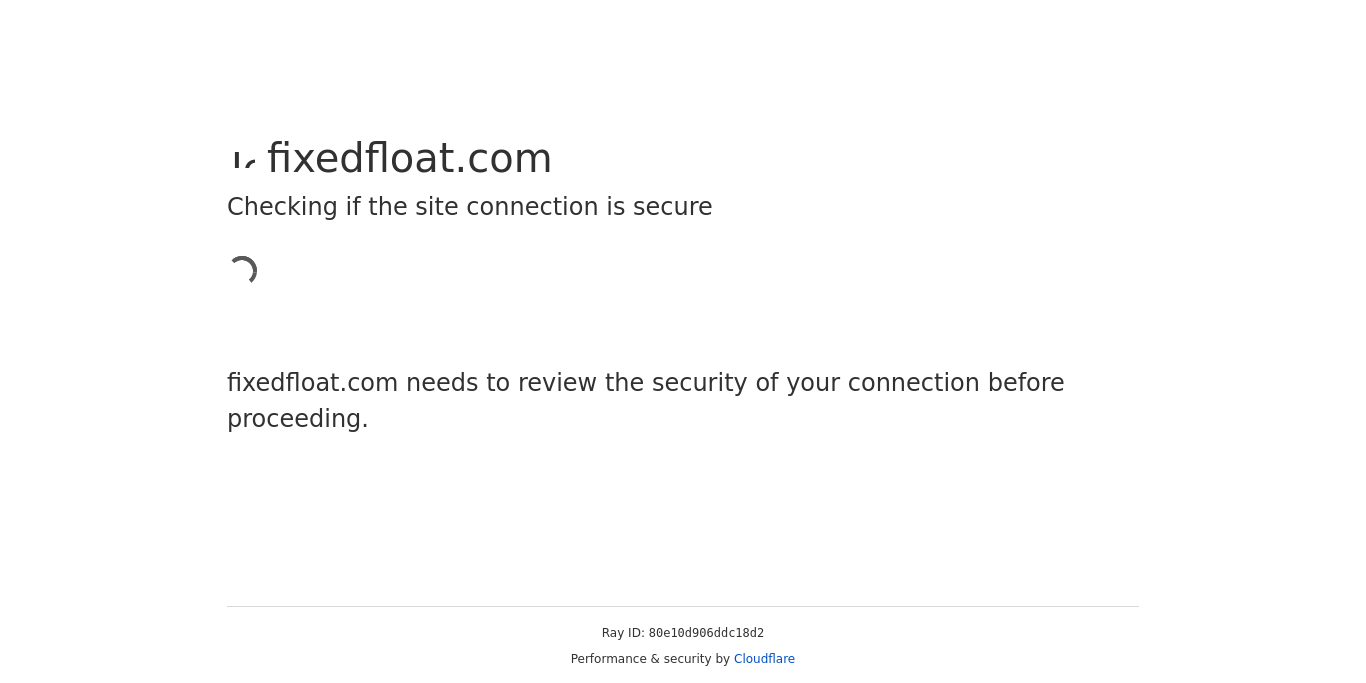 fixedfloat.com
Checking if the site connection is secure
fixedfloat.com needs to review the security of your connection before
proceeding.
Ray ID: 80e10d906ddc18d2
Performance & security by Cloudflare